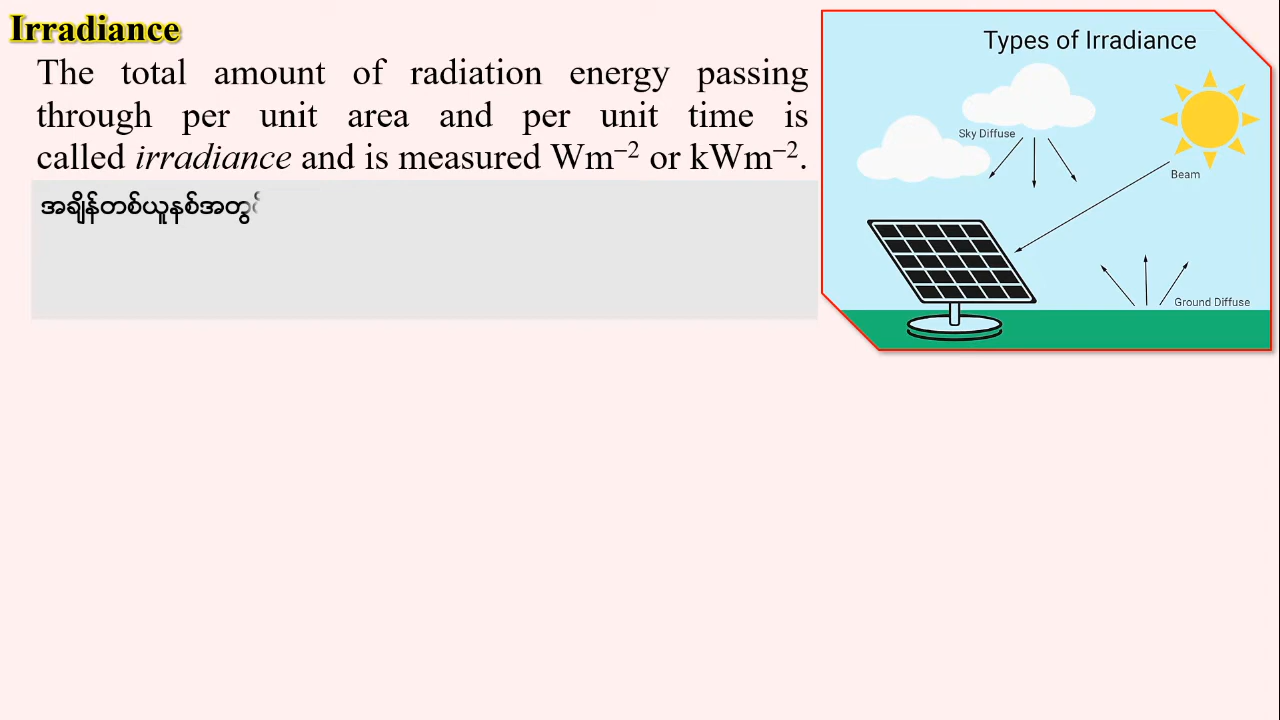 Irradiance
The total amount of radiation energy passing
through per unit area and per unit time is
called irradiance and is measured Wm⁻² or kWm⁻².
အချိန်တစ်ယူနစ်အတွင်
Types of Irradiance
Sky Diffuse
Beam
Ground Diffuse